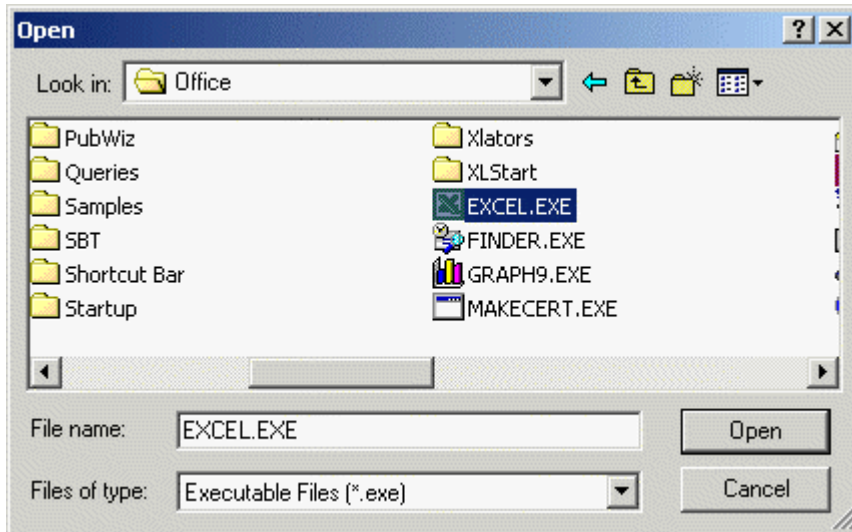 Open
Look in: Office
PubWiz
Queries
Samples
SBT
Shortcut Bar
Startup
Xlators
XLStart
EXCEL.EXE
FINDER.EXE
GRAPH9.EXE
MAKECERT.EXE
File name: EXCEL.EXE Open
Files of type: Executable Files (*.exe) Cancel